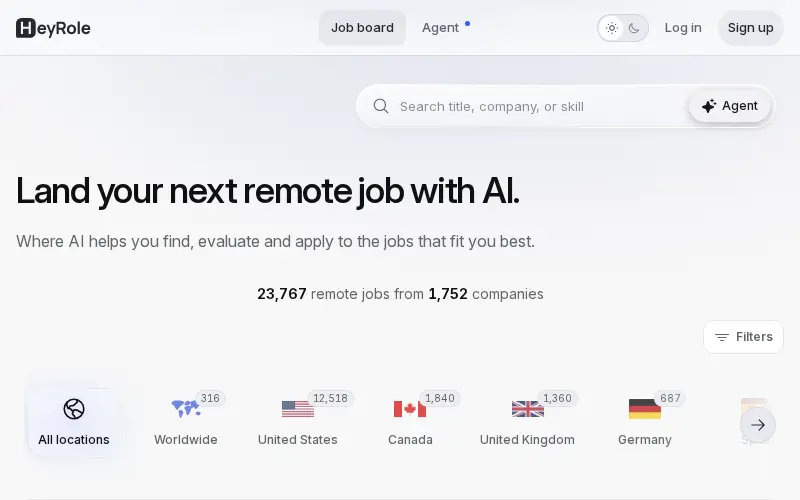 HeyRole
Job board
Agent
Log in
Sign up
Search title, company, or skill
Agent
Land your next remote job with AI.
Where AI helps you find, evaluate and apply to the jobs that fit you best.
23,767 remote jobs from 1,752 companies
Filters
316
12,518
1,840
1,360
687
All locations
Worldwide
United States
Canada
United Kingdom
Germany